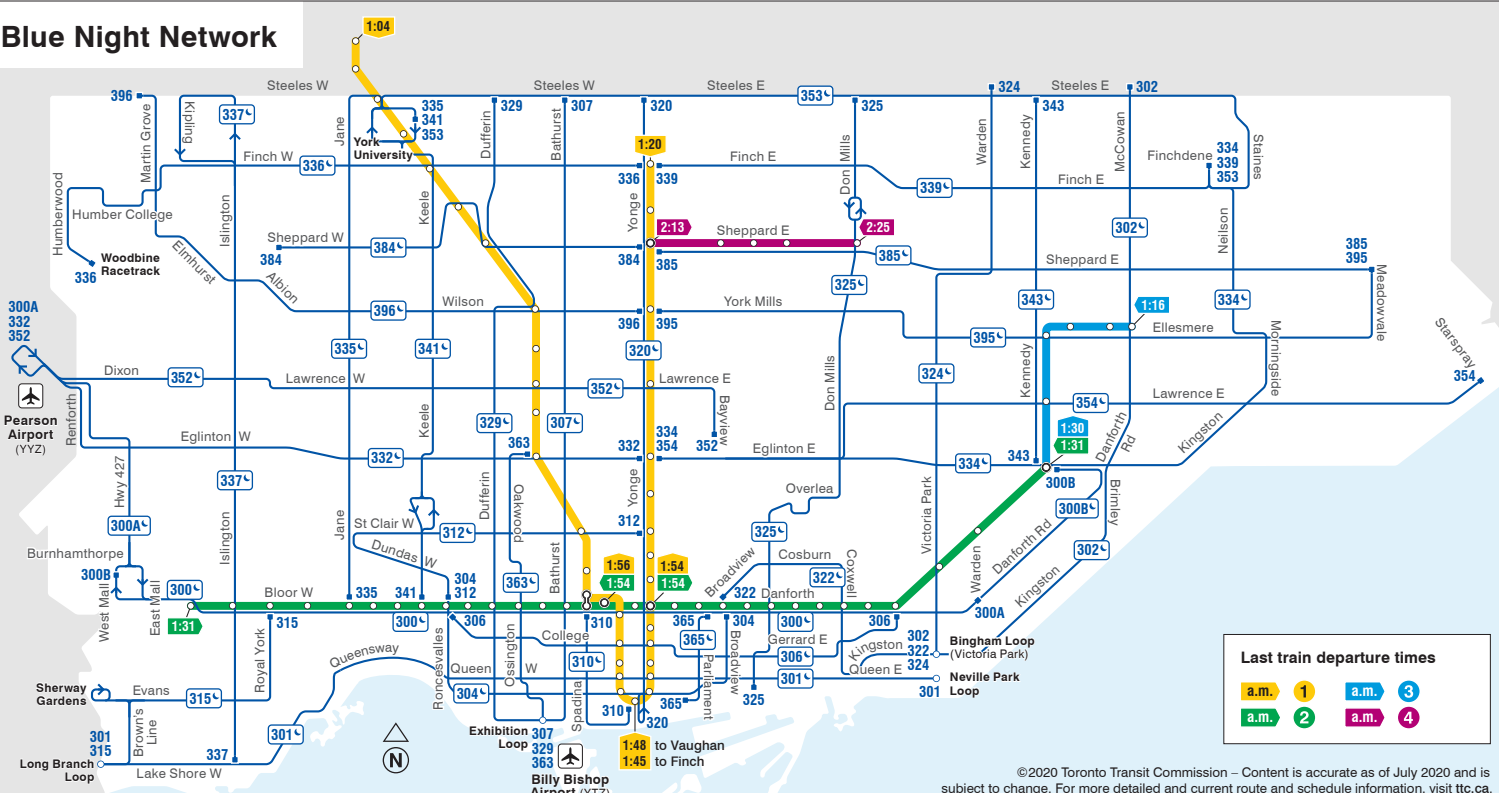 Blue Night Network
1:04
Steeles W
Steeles W
Steeles E
353
Steeles E
396
337
335
341
353
329
307
320
325
324
343
302
Martin Grove
Kipling
Jane
York
University
Dufferin
Bathurst
1:20
Don Mills
Warden
Kennedy
McCowan
Finchdene
334
339
353
Staines
Finch W
336
336
339
Finch E
339
Finch E
Humberwood
Humber College
Islington
Keele
Yonge
Neilson
2:13
Sheppard E
2:25
302
Sheppard W
384
384
384
385
385
Sheppard E
385
395
Woodbine
Racetrack
336
Elmhurst
Albion
325
Meadowvale
300A
332
352
396
Wilson
396
395
York Mills
343
334
1:16
Ellesmere
395
Morningside
Starspray
335
341
320
Kennedy
Dixon
352
Lawrence W
352
Lawrence E
324
354
354
Lawrence E
Pearson
Airport
(YYZ)
Renforth
Keele
329
307
Bayview
352
Don Mills
1:30
1:31
Danforth
Rd
Kingston
Eglinton W
332
363
332
334
354
Eglinton E
334
343
300B
Hwy 427
337
Dufferin
Oakwood
Yonge
Overlea
Victoria Park
300B
Brimley
300A
Islington
Jane
St Clair W
312
312
Bathurst
325
Danforth Rd
302
Burnhamthorpe
Dundas W
1:56
1:54
1:54
1:54
Broadview
Cosburn
Coxwell
322
Warden
Kingston
300B
West Mall
East Mall
300
Bloor W
335
341
304
312
363
322
Danforth
300A
1:31
315
300
306
310
365
304
300
306
Royal York
Queensway
Roncesvalles
Ossington
College
365
Gerrard E
306
Kingston
302
322
324
Bingham Loop
(Victoria Park)
Queen
W
310
Parliament
Broadview
301
Queen E
Neville Park
Loop
301
Sherway
Gardens
Evans
315
304
Spadina
310
365
325
320
301
315
Brown's
Line
301
Exhibition
Loop
307
329
363
Long Branch
Loop
337
Lake Shore W
N
Billy Bishop
Airport (YTZ)
1:48 to Vaughan
1:45 to Finch
Last train departure times
a.m. 1 a.m. 3
a.m. 2 a.m. 4
©2020 Toronto Transit Commission – Content is accurate as of July 2020 and is
subject to change. For more detailed and current route and schedule information, visit ttc.ca.